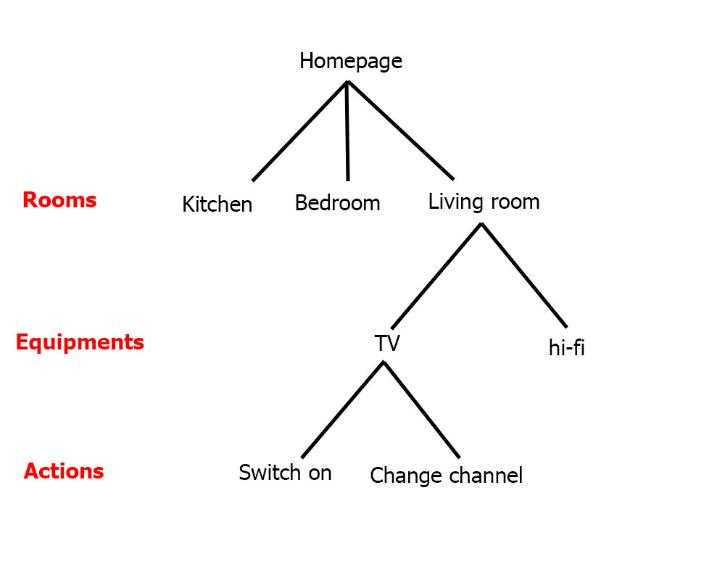 Homepage
Rooms Kitchen Bedroom Living room
Equipments TV hi-fi
Actions Switch on Change channel